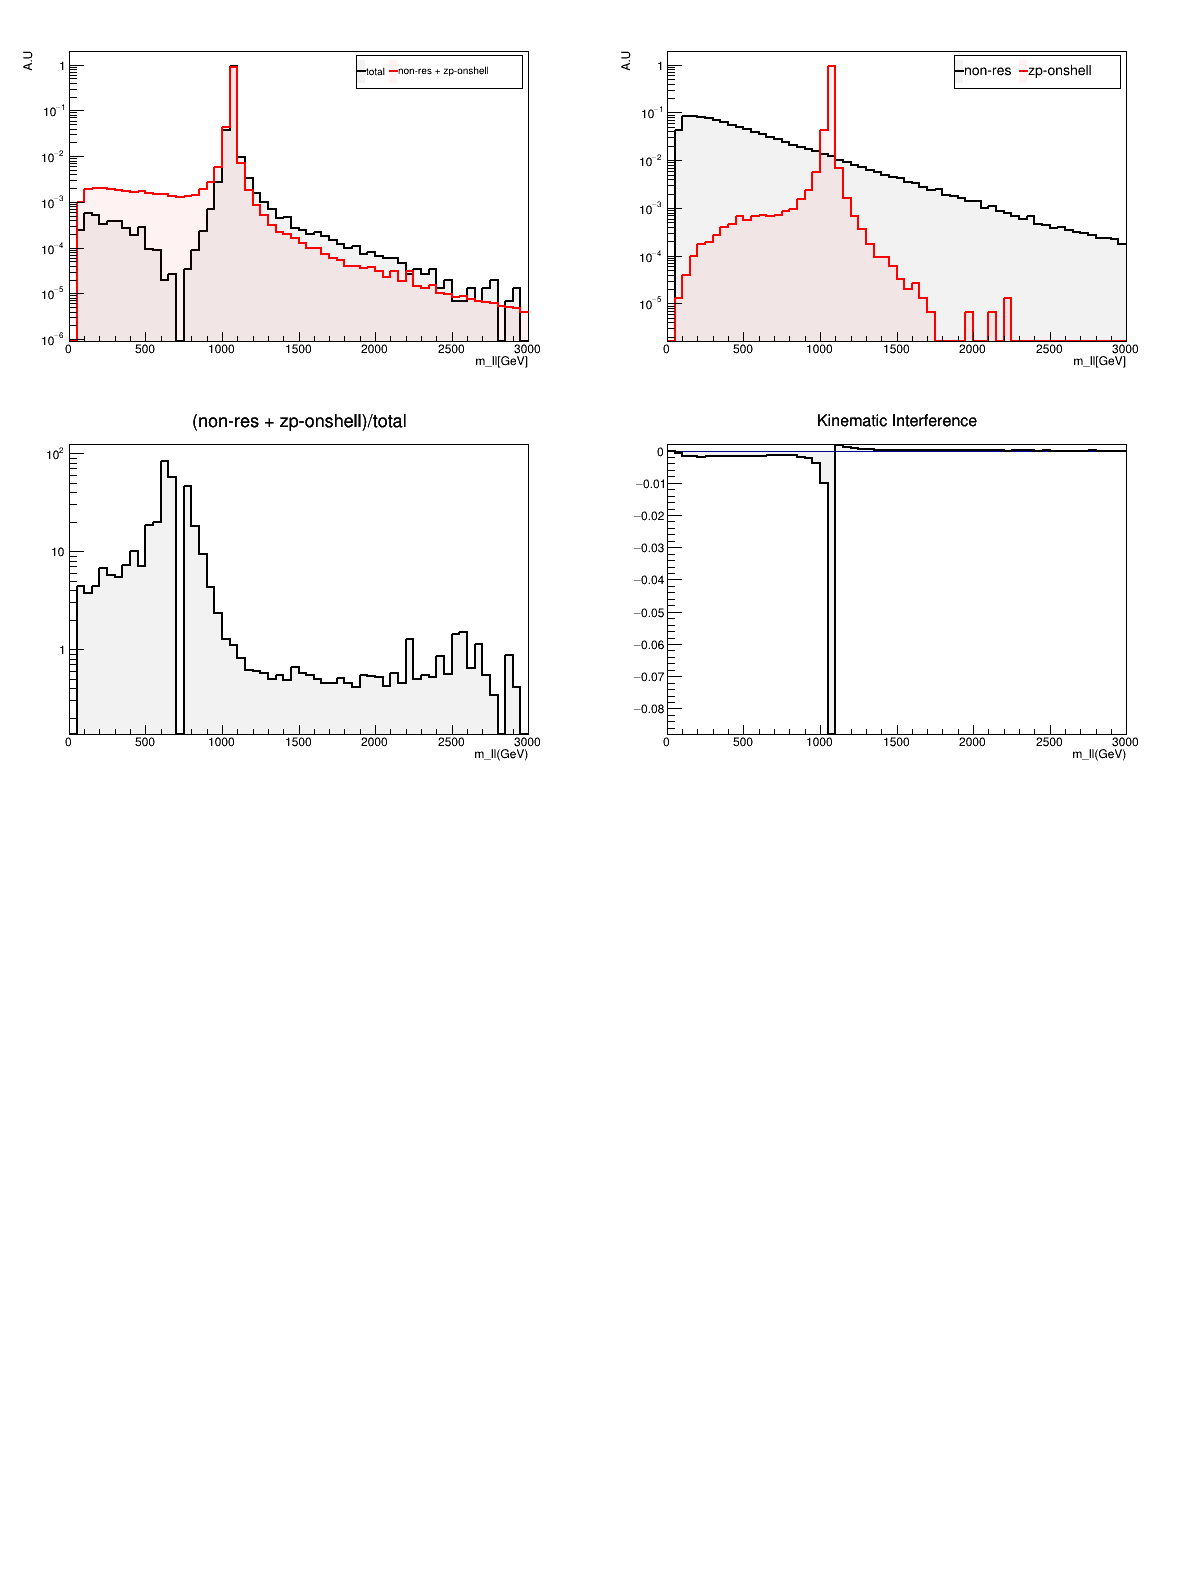 A.U
total non-res + zp-onshell
1
10⁻¹
10⁻²
10⁻³
10⁻⁴
10⁻⁵
10⁻⁶
0 500 1000 1500 2000 2500 3000
m_ll[GeV]
A.U
non-res zp-onshell
1
10⁻¹
10⁻²
10⁻³
10⁻⁴
10⁻⁵
0 500 1000 1500 2000 2500 3000
m_ll[GeV]
(non-res + zp-onshell)/total
10²
10
1
0 500 1000 1500 2000 2500 3000
m_ll(GeV)
Kinematic Interference
0
−0.01
−0.02
−0.03
−0.04
−0.05
−0.06
−0.07
−0.08
0 500 1000 1500 2000 2500 3000
m_ll(GeV)